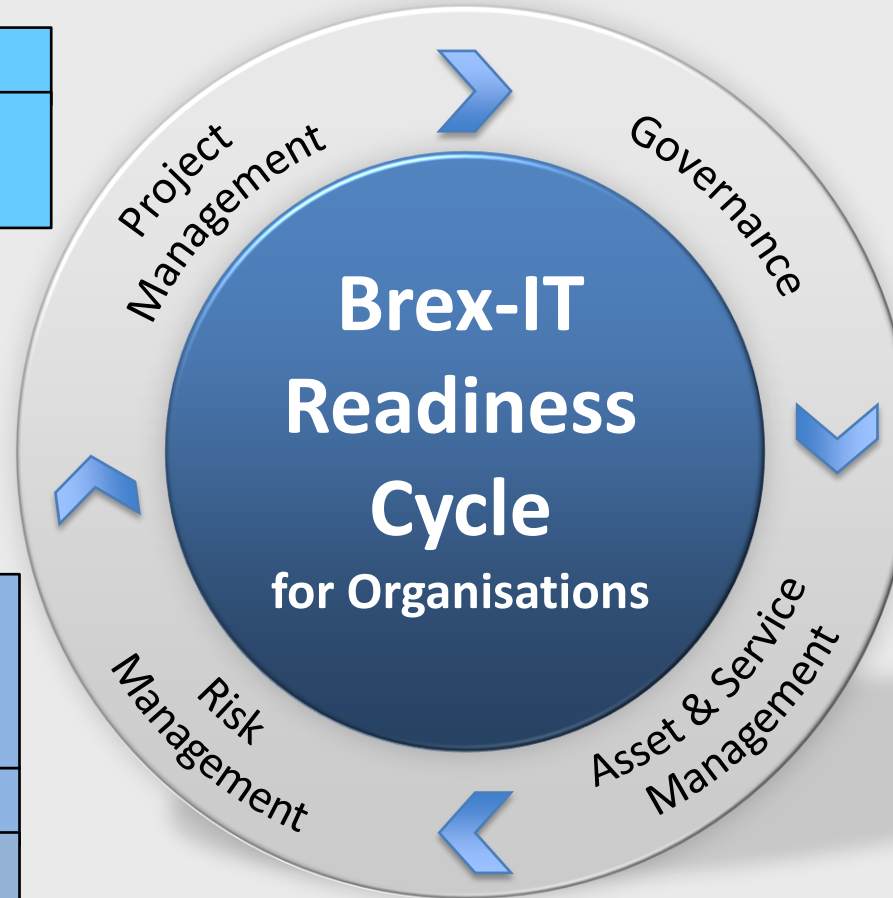 Project
Management
Governance
Brex-IT
Readiness
Cycle
for Organisations
Asset & Service
Management
Risk
Management